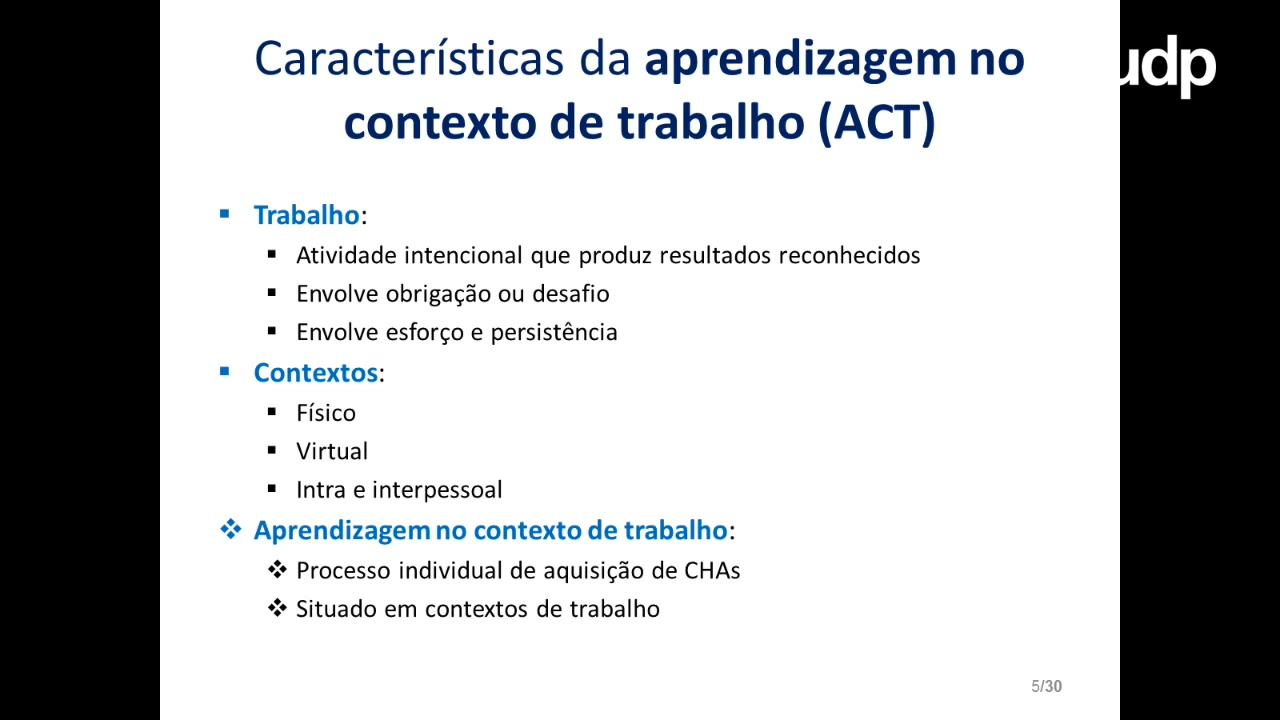 Características da aprendizagem no
contexto de trabalho (ACT)
udp
Trabalho:
Atividade intencional que produz resultados reconhecidos
Envolve obrigação ou desafio
Envolve esforço e persistência
Contextos:
Físico
Virtual
Intra e interpessoal
Aprendizagem no contexto de trabalho:
Processo individual de aquisição de CHAs
Situado em contextos de trabalho
5/30